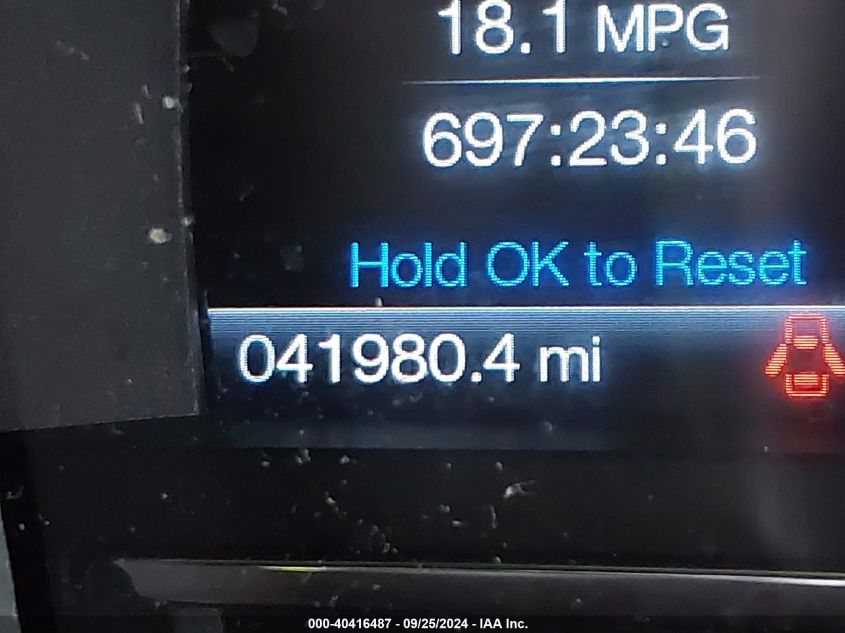 18.1 MPG
697:23:46
Hold OK to Reset
041980.4 mi
000-40416487 - 09/25/2024 - IAA Inc.